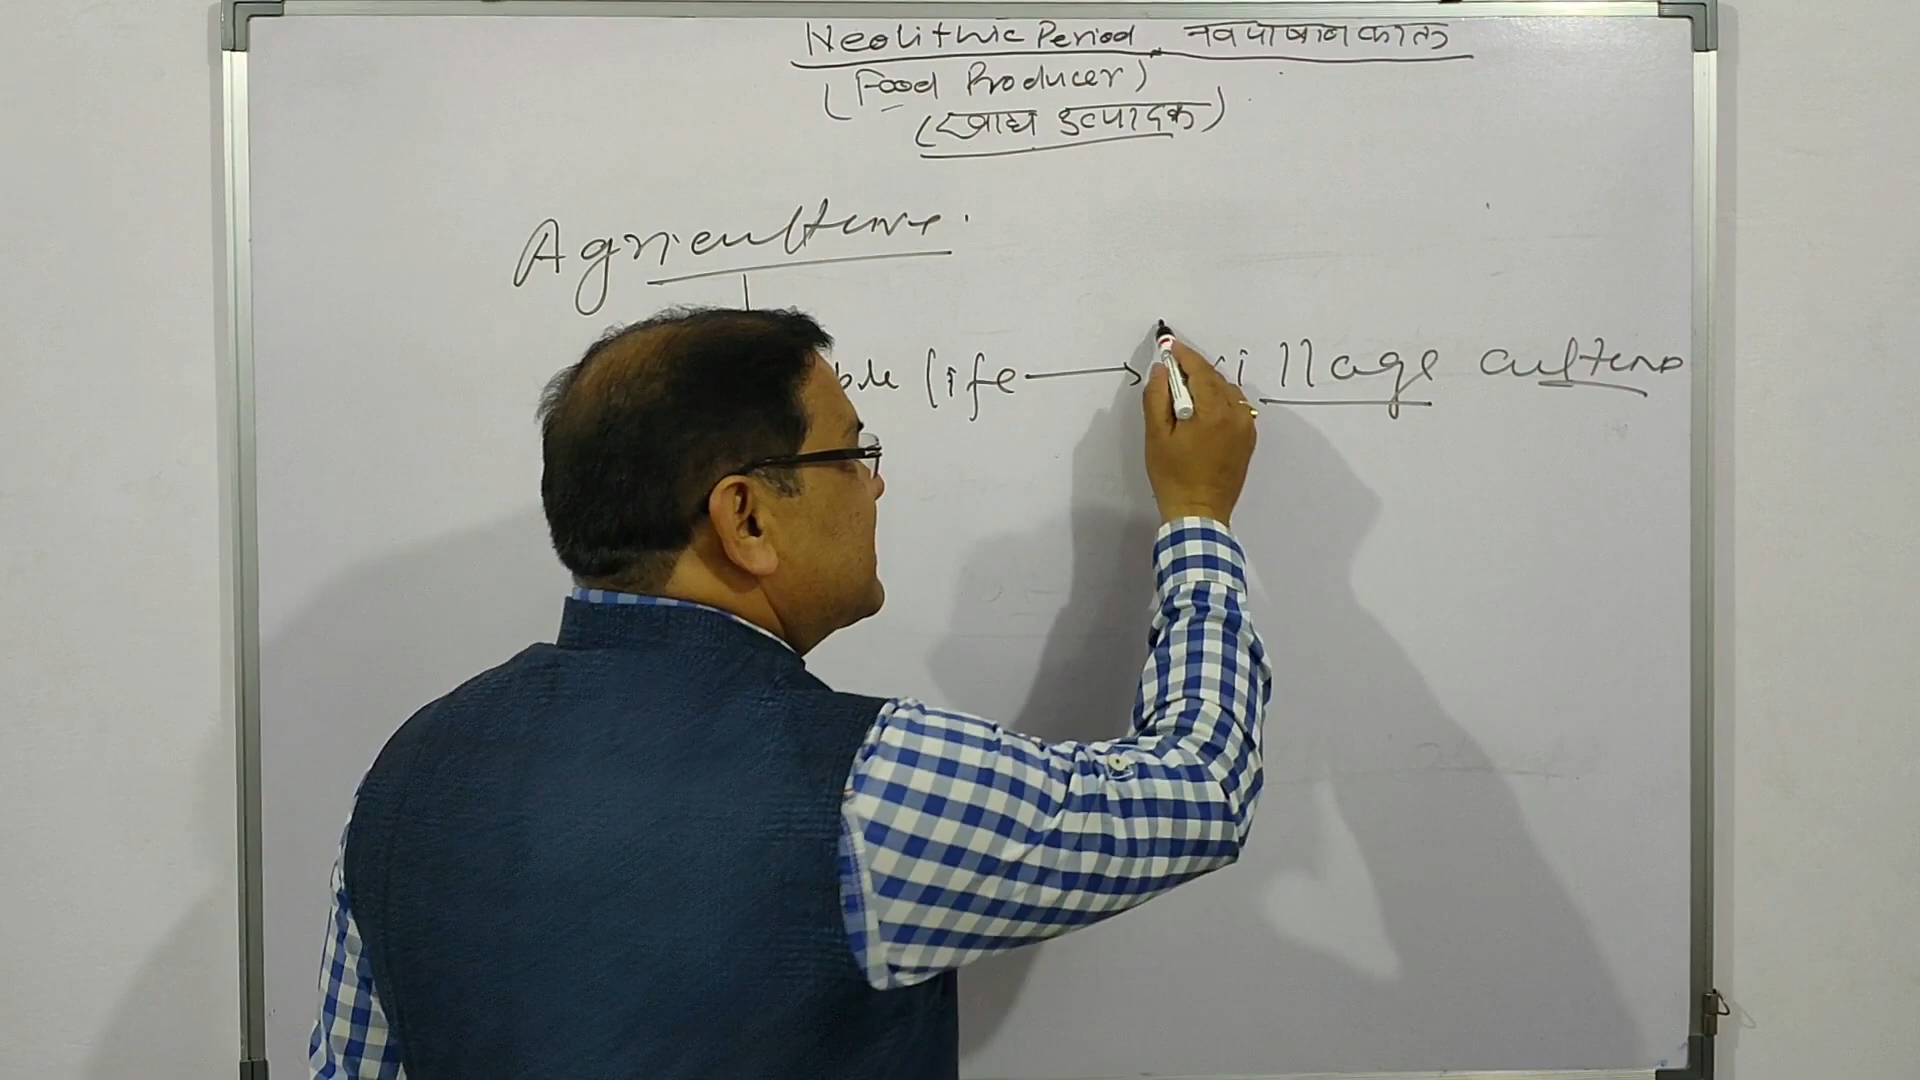 Neolithic Period नवपाषाणकाल
(Food Producer)
(खाद्य उत्पादक)
Agriculture.
ble life → village culture